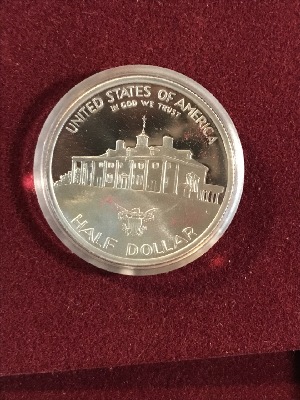 UNITED STATES OF AMERICA
IN GOD WE TRUST
HALF DOLLAR